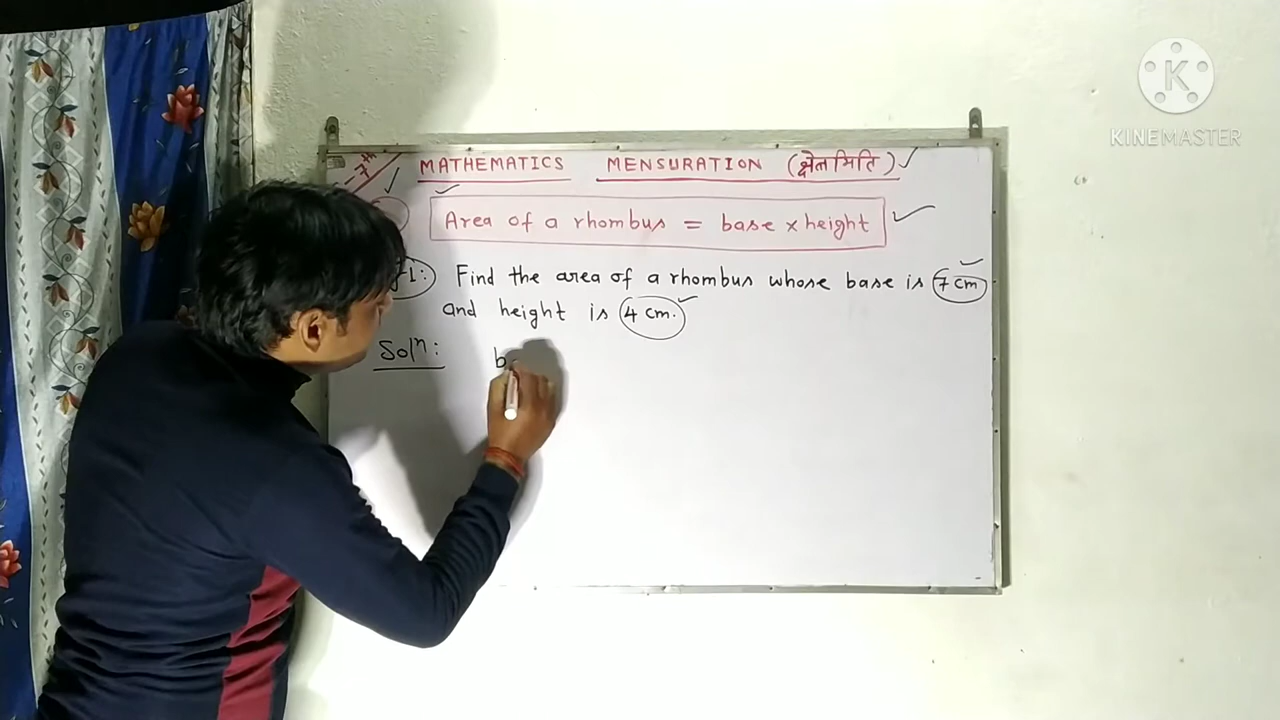 KINEMASTER
MATHEMATICS MENSURATION (क्षेत्रमिति)
Area of a rhombus = base × height
1: Find the area of a rhombus whose base is 7 cm
and height is 4 cm.
Solⁿ: b